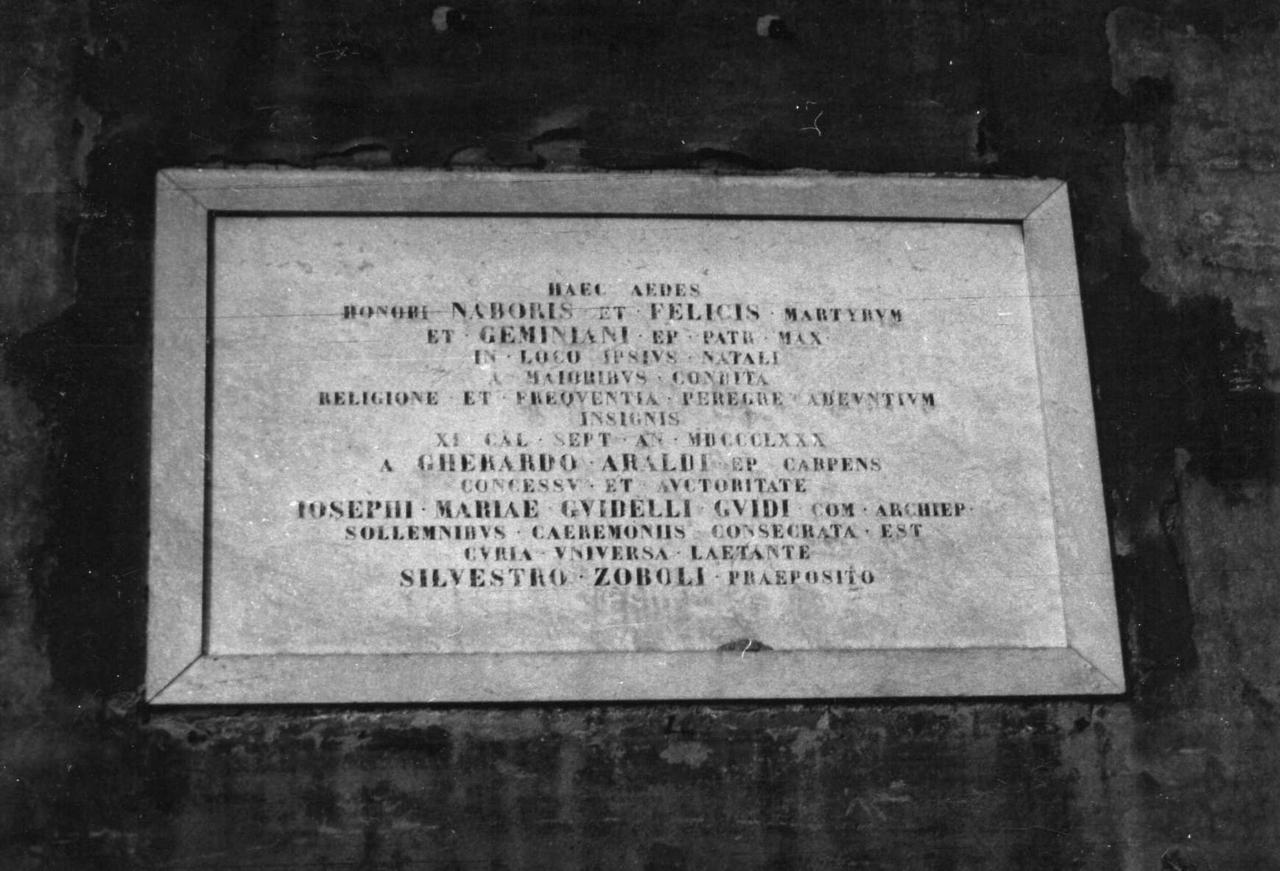 HAEC AEDES
HONORI NABORIS ET · FELICIS · MARTYRVM
ET · GEMINIANI · EP · PATR · MAX·
IN · LOCO IPSIVS · NATALI
A MAIORIBVS · CONDITA
RELIGIONE · ET · FREQVENTIA · PEREGRE · ADEVNTIVM
INSIGNIS
XI CAL · SEPT · AN · MDCCCLXXX
A GHERARDO · ARALDI · EP CARPENS
CONCESSV · ET · AVCTORITATE
IOSEPHI · MARIAE · GVIDELLI · GVIDI · COM · ARCHIEP·
SOLLEMNIBVS · CAEREMONIIS CONSECRATA · EST
CVRIA · VNIVERSA · LAETANTE
SILVESTRO · ZOBOLI · PRAEPOSITO